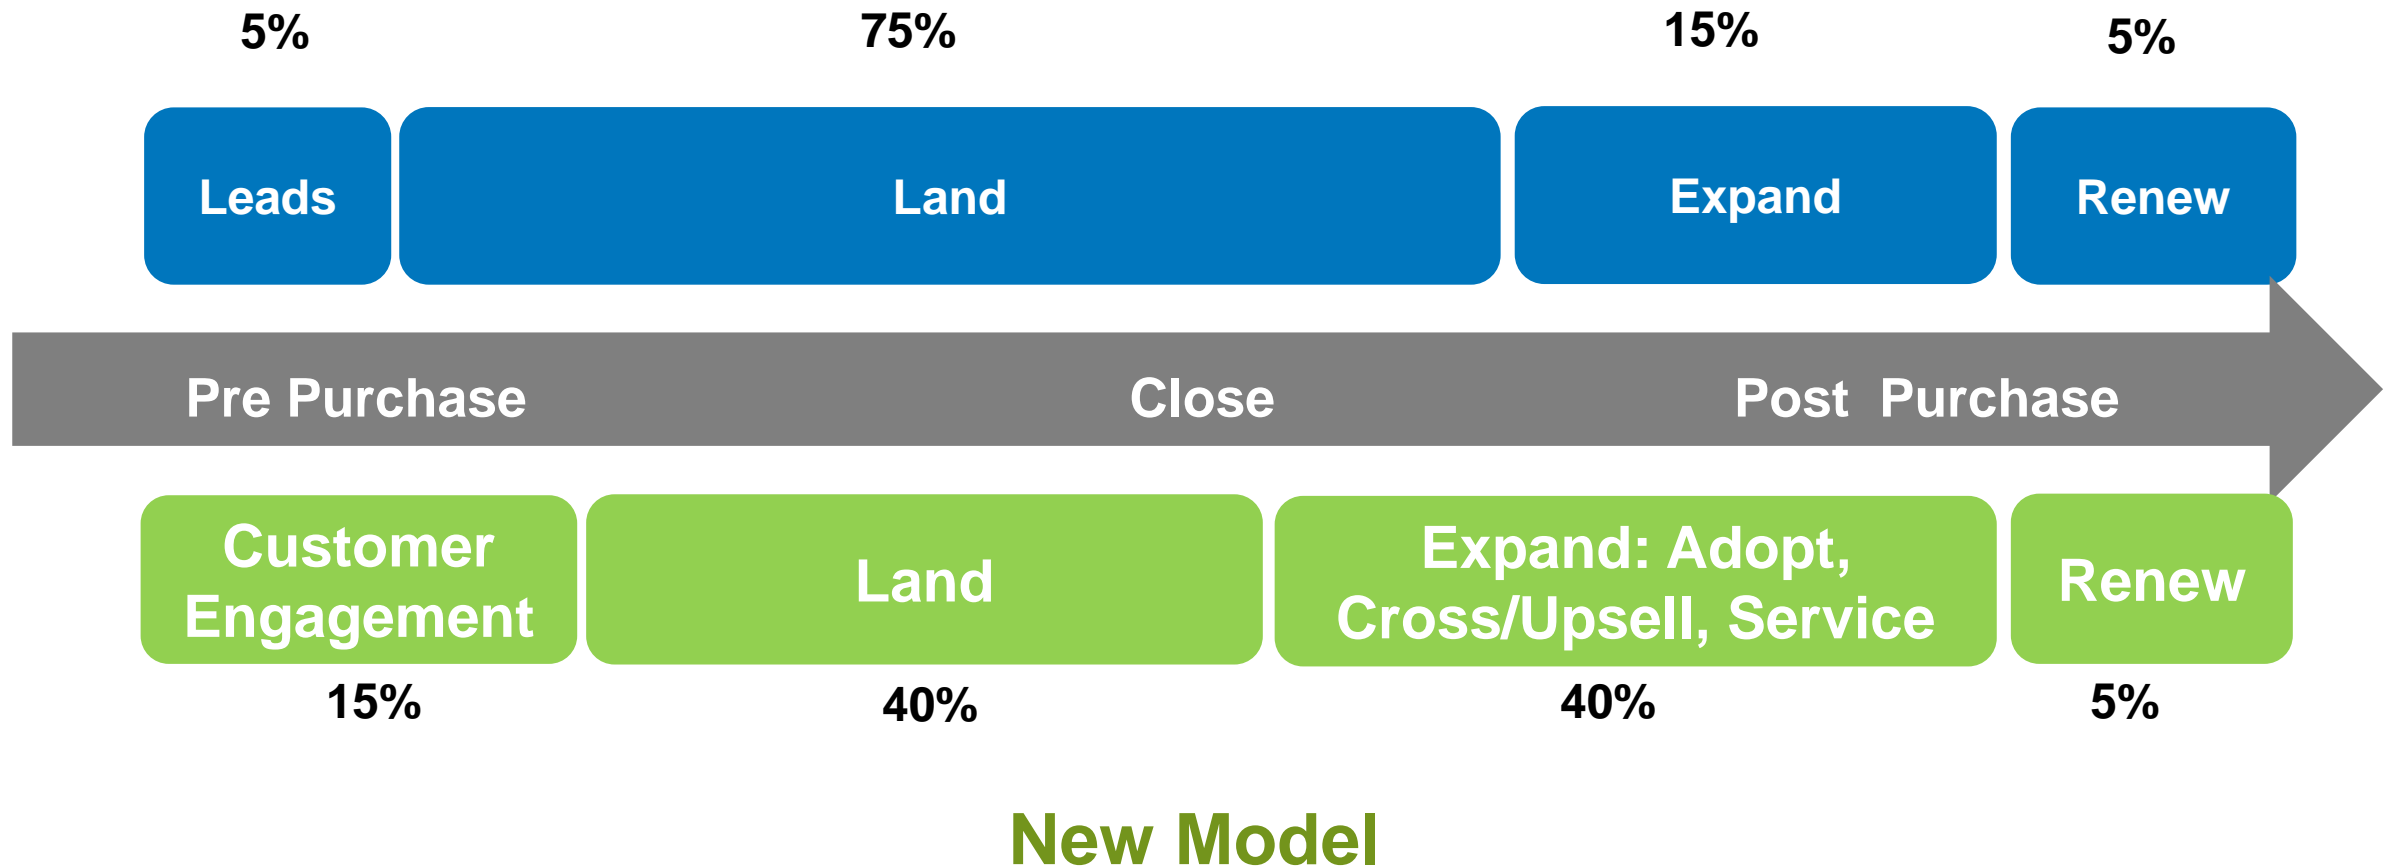 5% 75% 15% 5%
Leads Land Expand Renew
Pre Purchase Close Post Purchase
Customer
Engagement
Land
Expand: Adopt,
Cross/Upsell, Service
Renew
15% 40% 40% 5%
New Model